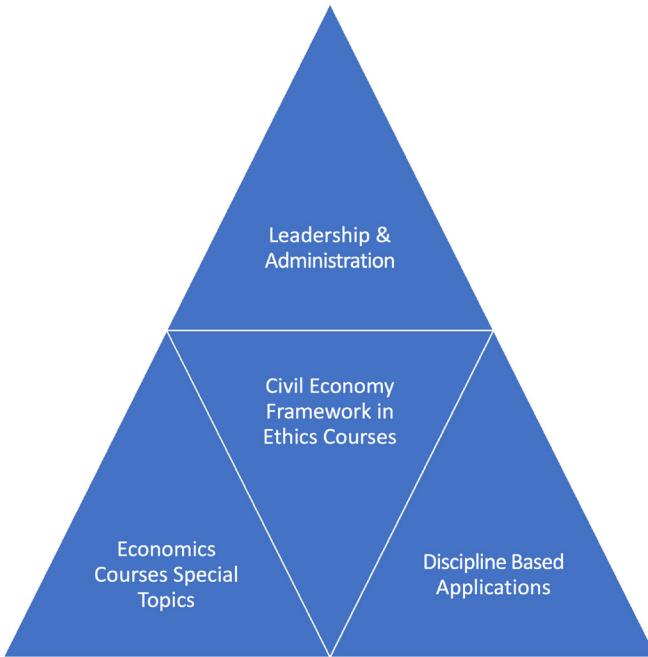 Leadership &
Administration
Civil Economy
Framework in
Ethics Courses
Economics
Courses Special
Topics
Discipline Based
Applications